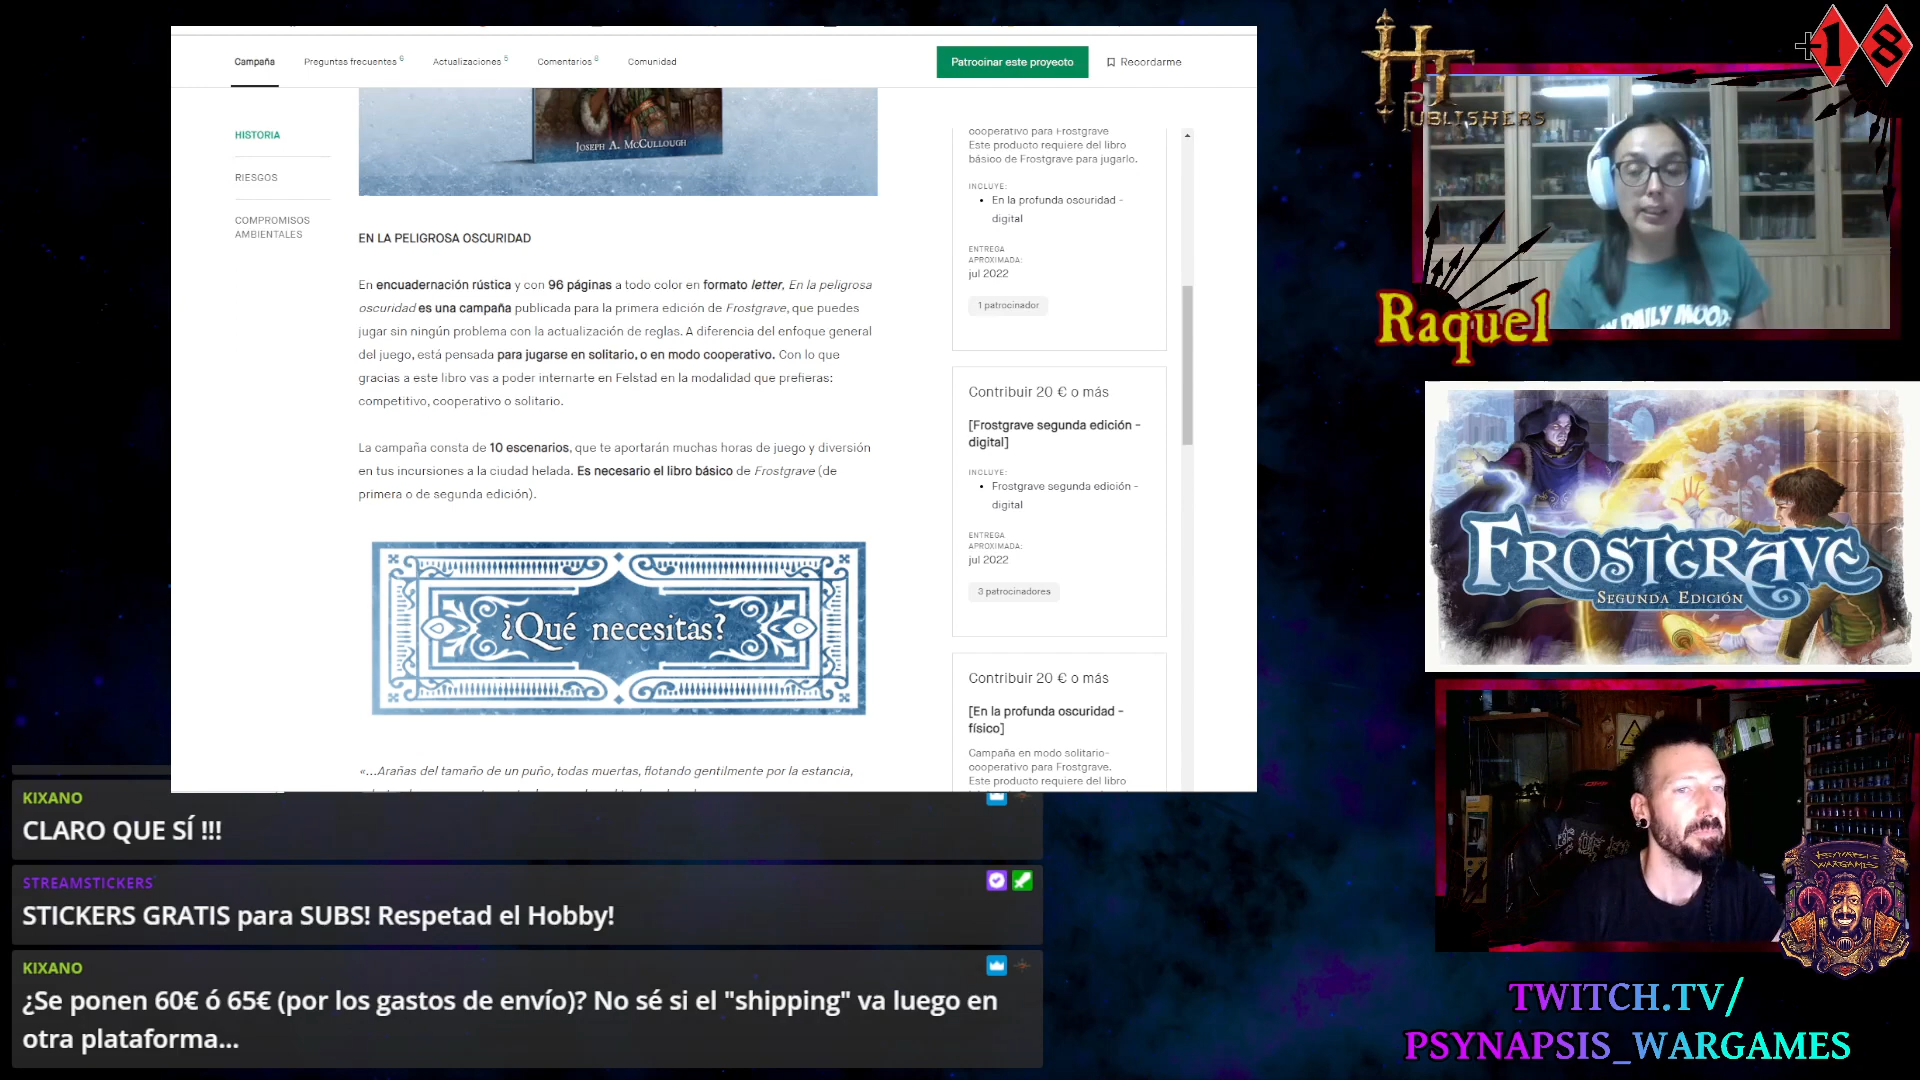 Campaña
Preguntas frecuentes 6
Actualizaciones 5
Comentarios 8
Comunidad
Patrocinar este proyecto
Recordarme
HISTORIA
RIESGOS
COMPROMISOS
AMBIENTALES
JOSEPH A. MCCULLOUGH
EN LA PELIGROSA OSCURIDAD
En encuadernación rústica y con 96 páginas a todo color en formato letter, En la peligrosa
oscuridad es una campaña publicada para la primera edición de Frostgrave, que puedes
jugar sin ningún problema con la actualización de reglas. A diferencia del enfoque general
del juego, está pensada para jugarse en solitario, o en modo cooperativo. Con lo que
gracias a este libro vas a poder internarte en Felstad en la modalidad que prefieras:
competitivo, cooperativo o solitario.
La campaña consta de 10 escenarios, que te aportarán muchas horas de juego y diversión
en tus incursiones a la ciudad helada. Es necesario el libro básico de Frostgrave (de
primera o de segunda edición).
¿Qué necesitas?
«...Arañas del tamaño de un puño, todas muertas, flotando gentilmente por la estancia,
cooperativo para Frostgrave
Este producto requiere del libro
básico de Frostgrave para jugarlo.
INCLUYE:
• En la profunda oscuridad -
digital
ENTREGA
APROXIMADA:
jul 2022
1 patrocinador
Contribuir 20 € o más
[Frostgrave segunda edición -
digital]
INCLUYE:
• Frostgrave segunda edición -
digital
ENTREGA
APROXIMADA:
jul 2022
3 patrocinadores
Contribuir 20 € o más
[En la profunda oscuridad -
físico]
Campaña en modo solitario-
cooperativo para Frostgrave.
Este producto requiere del libro
KIXANO
CLARO QUE SÍ !!!
STREAMSTICKERS
STICKERS GRATIS para SUBS! Respetad el Hobby!
KIXANO
¿Se ponen 60€ ó 65€ (por los gastos de envío)? No sé si el "shipping" va luego en
otra plataforma...
HT
PUBLISHERS
+18
DAILY MOOD:
Raquel
FROSTGRAVE
SEGUNDA EDICIÓN
PSYNAPSIS
WARGAMES
TWITCH.TV/
PSYNAPSIS_WARGAMES